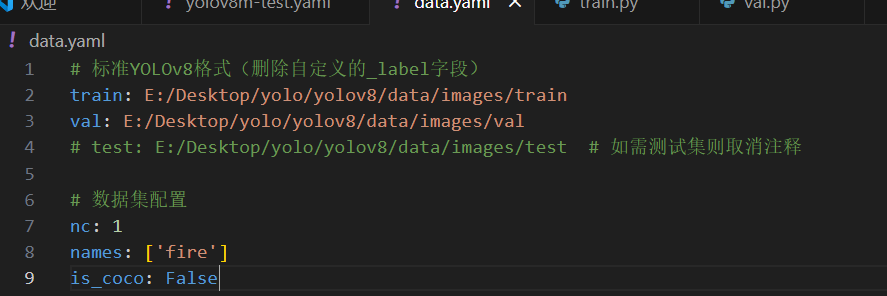 欢迎
yolov8m-test.yaml
data.yaml
train.py
val.py
data.yaml
1 # 标准YOLOv8格式（删除自定义的_label字段）
2 train: E:/Desktop/yolo/yolov8/data/images/train
3 val: E:/Desktop/yolo/yolov8/data/images/val
4 # test: E:/Desktop/yolo/yolov8/data/images/test  # 如需测试集则取消注释
5
6 # 数据集配置
7 nc: 1
8 names: ['fire']
9 is_coco: False